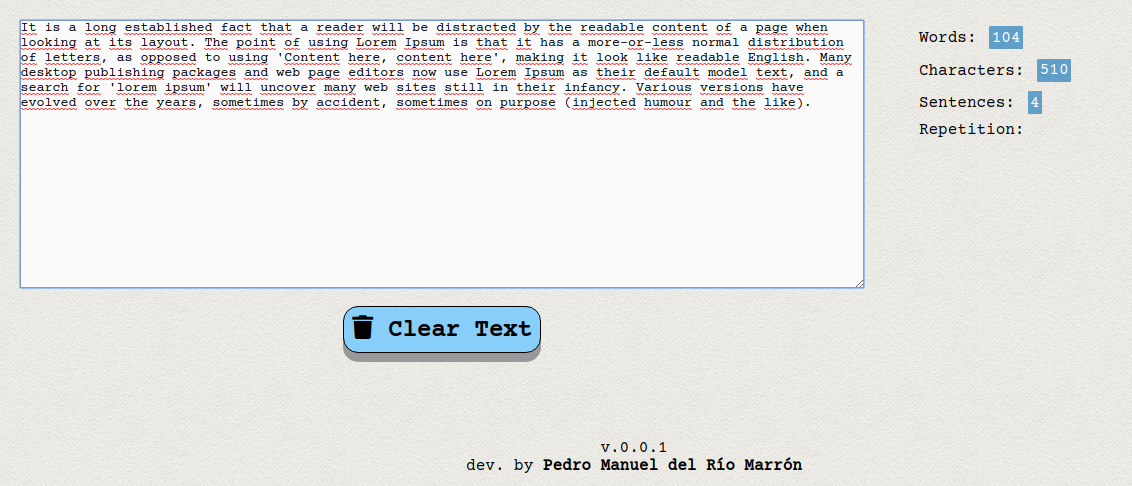 It is a long established fact that a reader will be distracted by the readable content of a page when
looking at its layout. The point of using Lorem Ipsum is that it has a more-or-less normal distribution
of letters, as opposed to using 'Content here, content here', making it look like readable English. Many
desktop publishing packages and web page editors now use Lorem Ipsum as their default model text, and a
search for 'lorem ipsum' will uncover many web sites still in their infancy. Various versions have
evolved over the years, sometimes by accident, sometimes on purpose (injected humour and the like).
Words: 104
Characters: 510
Sentences: 4
Repetition:
Clear Text
v.0.0.1
dev. by Pedro Manuel del Río Marrón